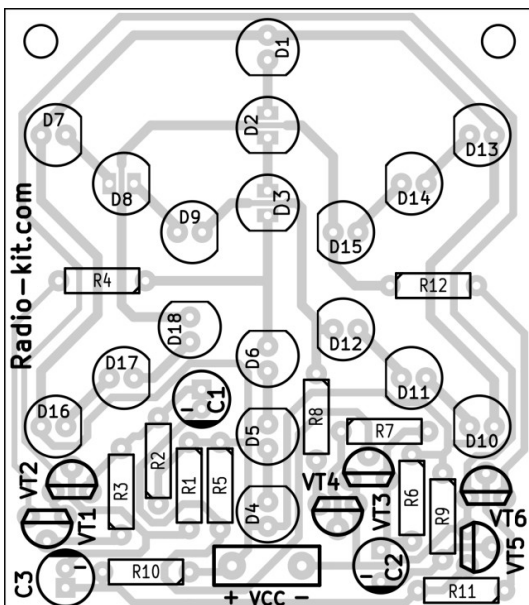 D1
D7
D2
D13
D8
D3
D14
D9
D15
Radio-kit.com
R4
R12
D18
D12
D6
D17
D11
C1
D16
R8
D5
R7
D10
VT2
R2
R3
R1
R5
VT4
VT3
R6
R9
VT6
VT1
D4
VT5
C3
-
R10
C2
-
R11
-
+ VCC -